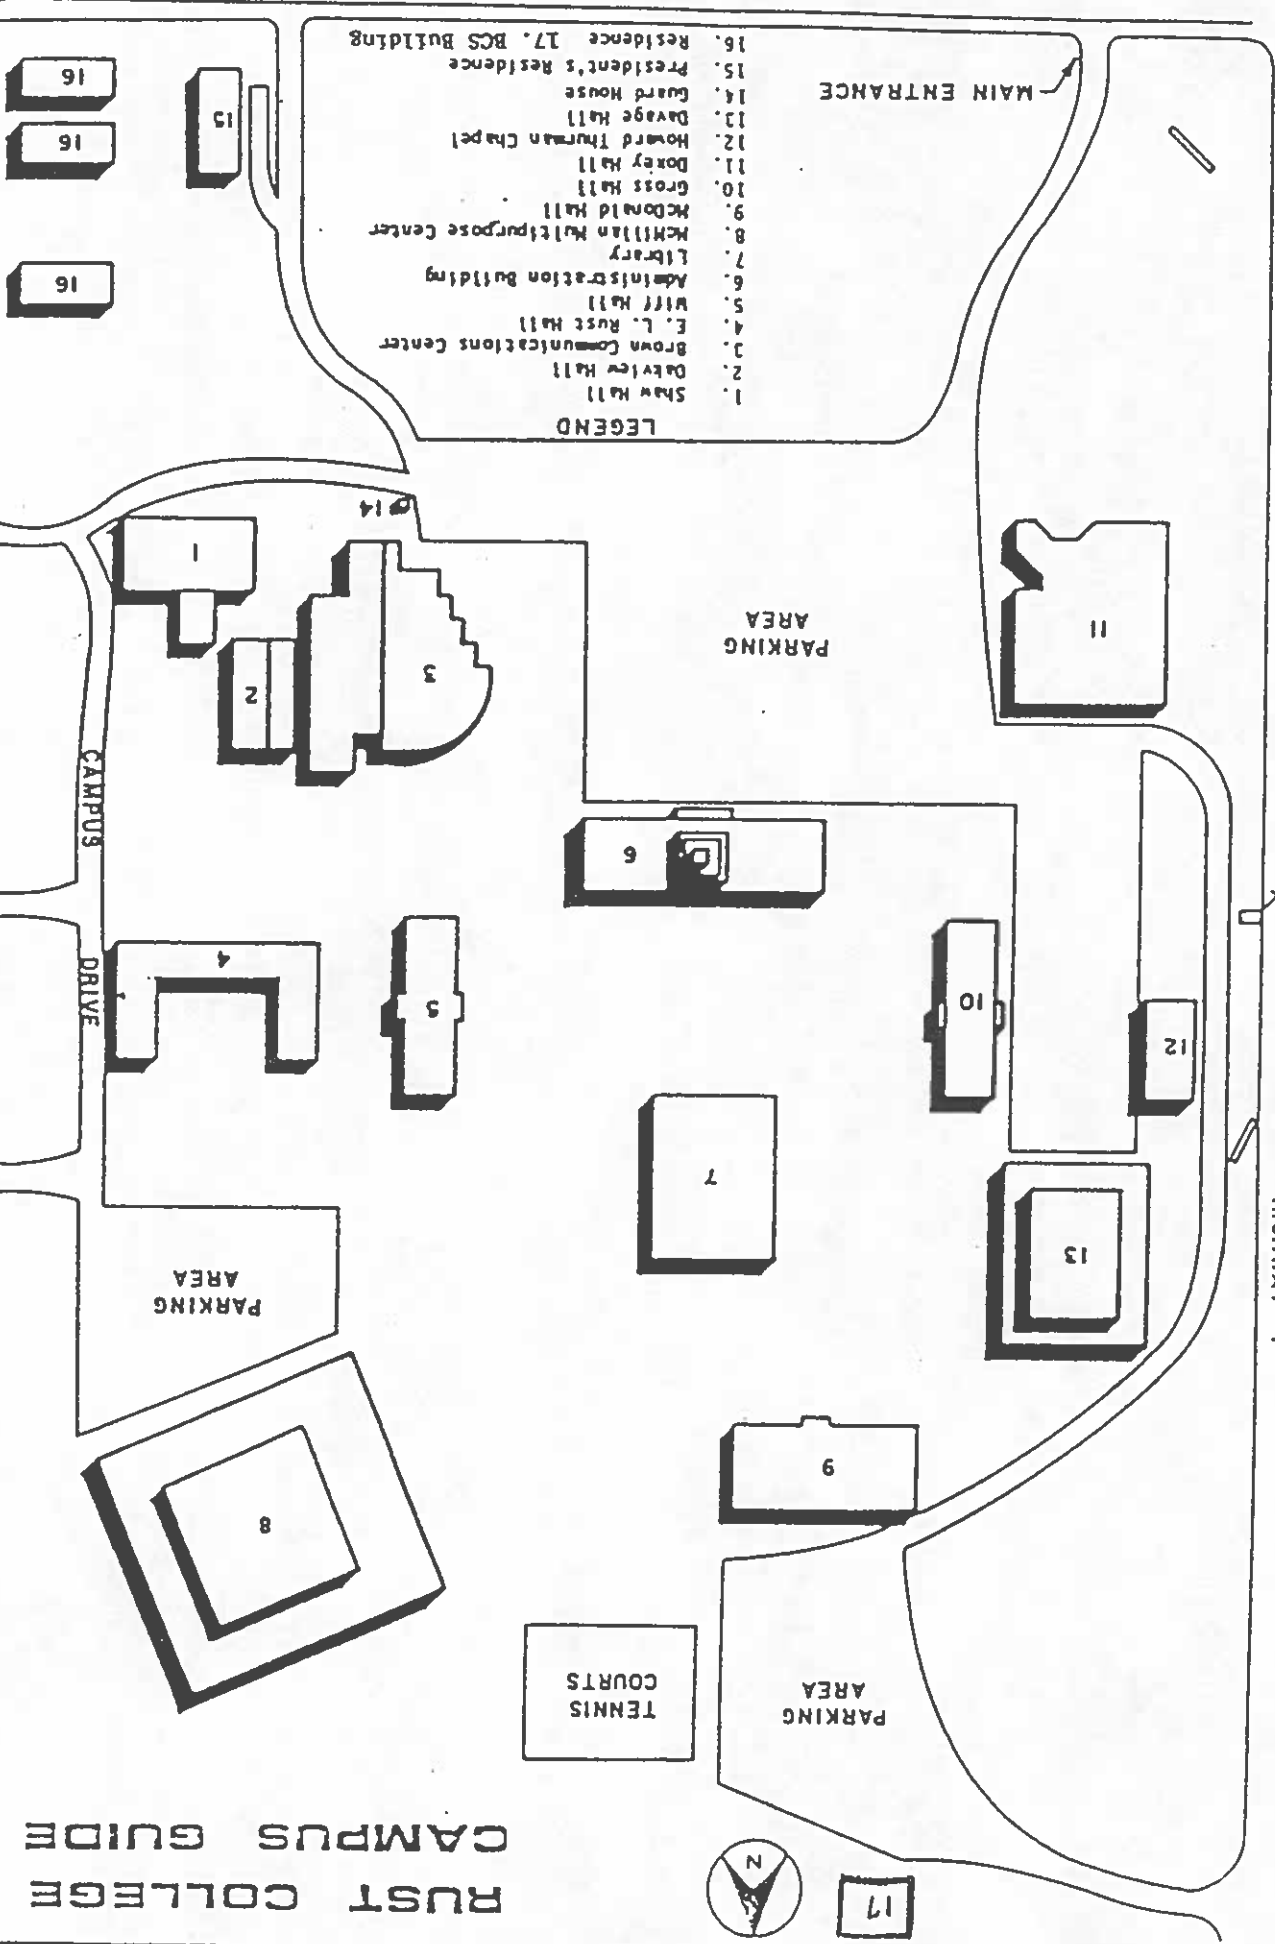 RUST COLLEGE
CAMPUS GUIDE
17
N
PARKING
AREA
TENNIS
COURTS
8
9
PARKING
AREA
13
7
12
10
5
4
DRIVE
CAMPUS
6
11
PARKING
AREA
3
2
1
14
LEGEND
1. Shaw Hall
2. Oakview Hall
3. Brown Communications Center
4. E. L. Rust Hall
5. Wiff Hall
6. Administration Building
7. Library
8. McMillan Multipurpose Center
9. McDonald Hall
10. Gross Hall
11. Doxey Hall
12. Howard Thurman Chapel
13. Davage Hall
14. Guard House
15. President's Residence
16. Residence 17. BCS Building
MAIN ENTRANCE
15
16
16
16